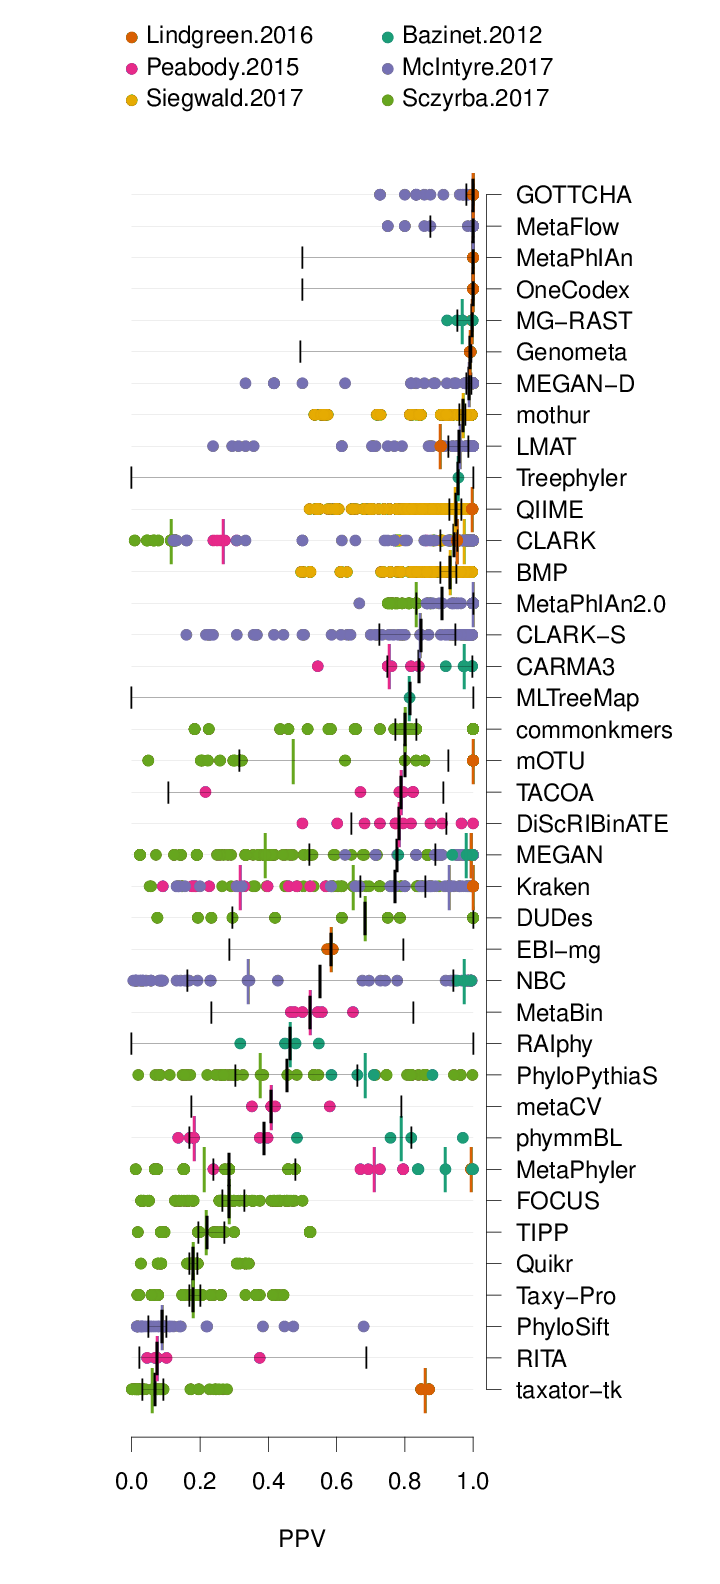 Lindgreen.2016 Bazinet.2012
Peabody.2015 McIntyre.2017
Siegwald.2017 Sczyrba.2017
GOTTCHA
MetaFlow
MetaPhlAn
OneCodex
MG−RAST
Genometa
MEGAN−D
mothur
LMAT
Treephyler
QIIME
CLARK
BMP
MetaPhlAn2.0
CLARK−S
CARMA3
MLTreeMap
commonkmers
mOTU
TACOA
DiScRIBinATE
MEGAN
Kraken
DUDes
EBI−mg
NBC
MetaBin
RAIphy
PhyloPythiaS
metaCV
phymmBL
MetaPhyler
FOCUS
TIPP
Quikr
Taxy−Pro
PhyloSift
RITA
taxator−tk
0.0 0.2 0.4 0.6 0.8 1.0
PPV